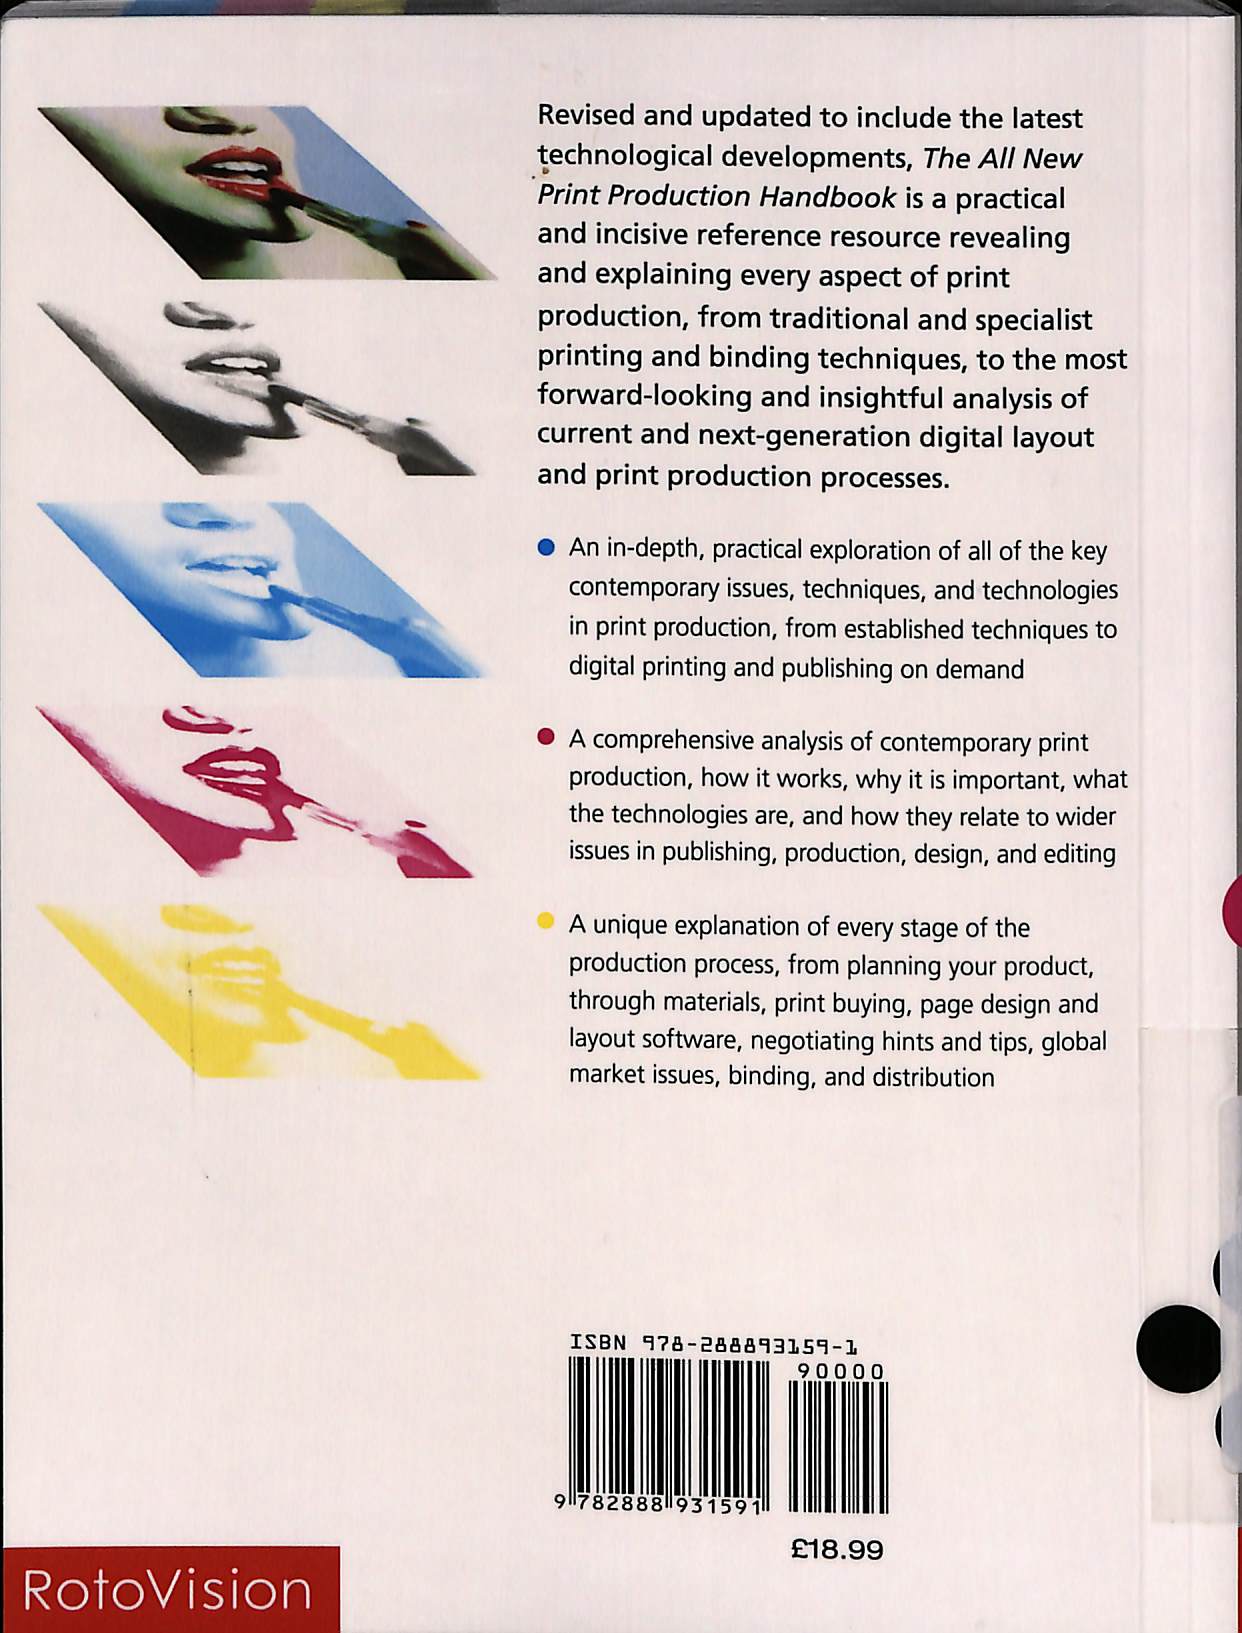 Revised and updated to include the latest
technological developments, The All New
Print Production Handbook is a practical
and incisive reference resource revealing
and explaining every aspect of print
production, from traditional and specialist
printing and binding techniques, to the most
forward-looking and insightful analysis of
current and next-generation digital layout
and print production processes.
An in-depth, practical exploration of all of the key
contemporary issues, techniques, and technologies
in print production, from established techniques to
digital printing and publishing on demand
A comprehensive analysis of contemporary print
production, how it works, why it is important, what
the technologies are, and how they relate to wider
issues in publishing, production, design, and editing
A unique explanation of every stage of the
production process, from planning your product,
through materials, print buying, page design and
layout software, negotiating hints and tips, global
market issues, binding, and distribution
ISBN 978-288893159-1
90000
9 782888 931591
£18.99
RotoVision